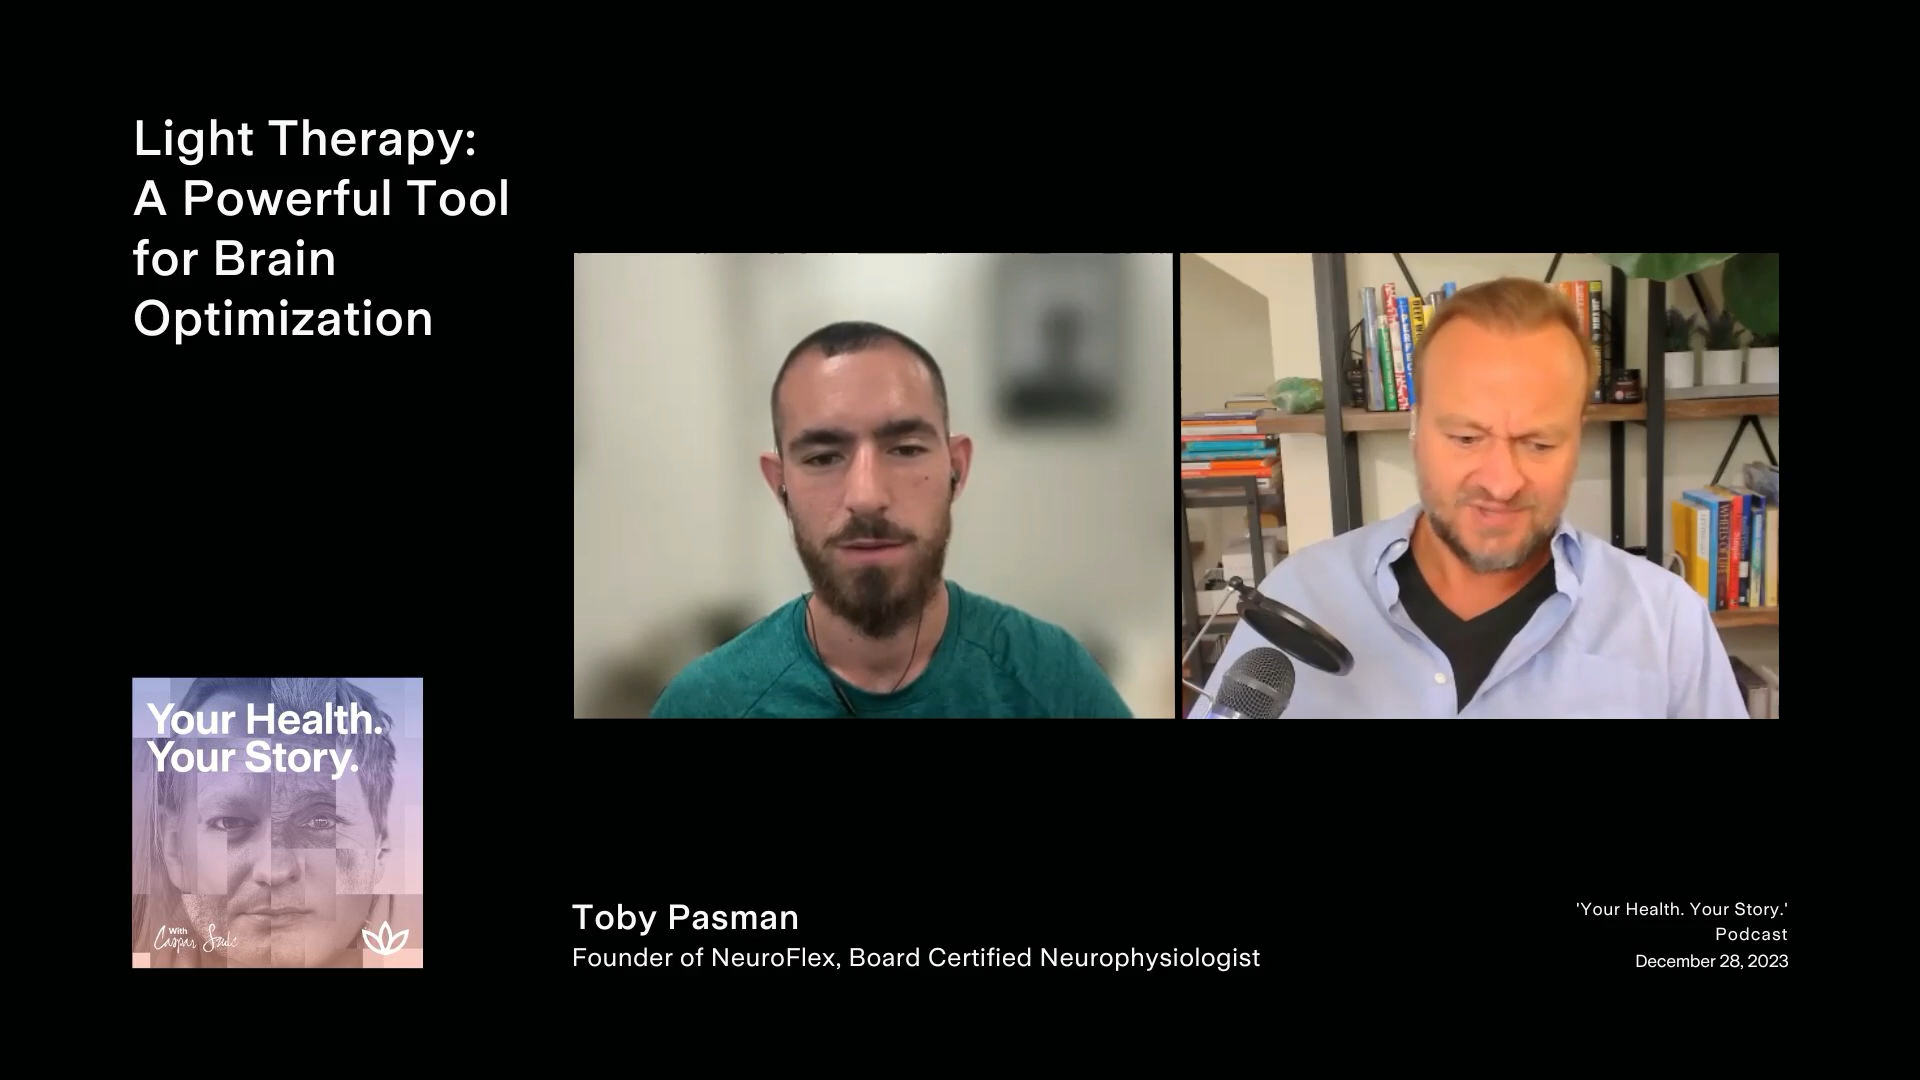 Light Therapy:
A Powerful Tool
for Brain
Optimization
Your Health.
Your Story.
With
Toby Pasman
Founder of NeuroFlex, Board Certified Neurophysiologist
'Your Health. Your Story.'
Podcast
December 28, 2023